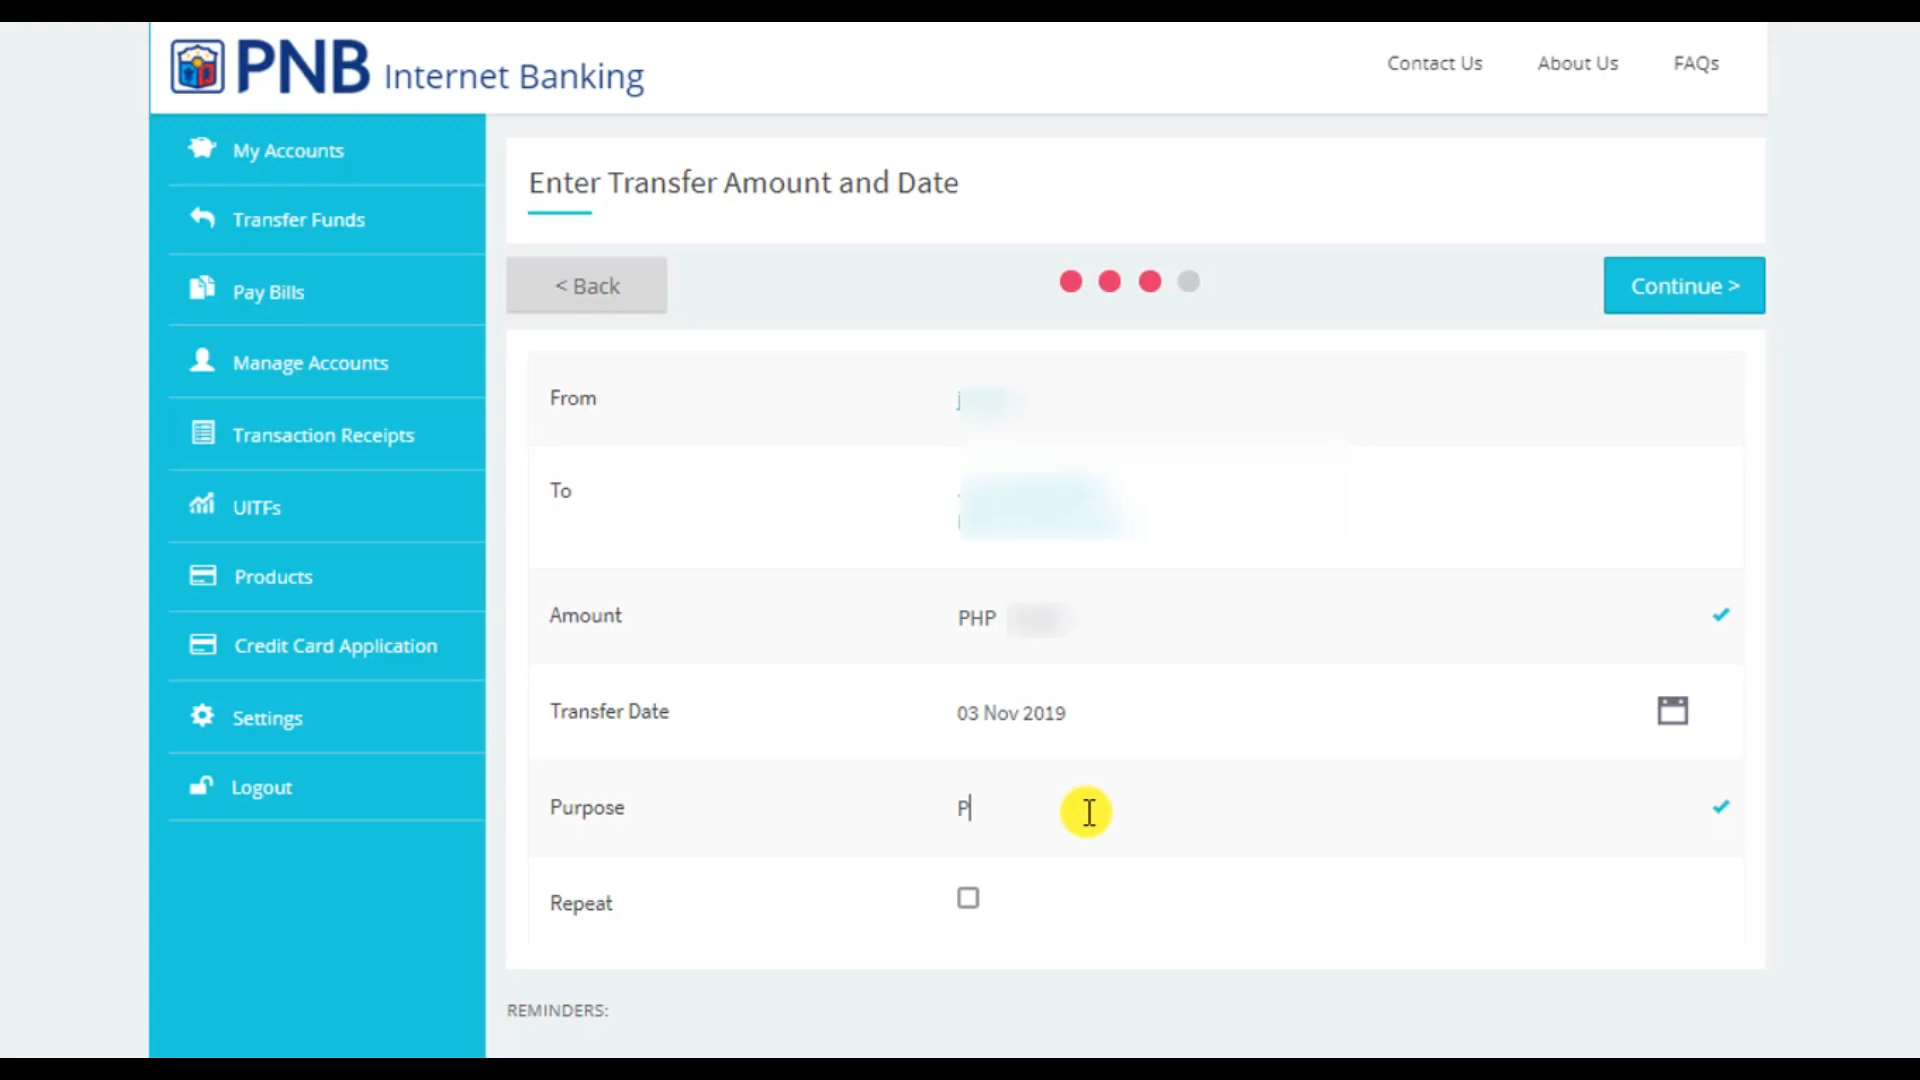 PNB Internet Banking
Contact Us
About Us
FAQs
My Accounts
Transfer Funds
Pay Bills
Manage Accounts
Transaction Receipts
UITFs
Products
Credit Card Application
Settings
Logout
Enter Transfer Amount and Date
< Back
Continue >
From
To
Amount
PHP
Transfer Date
03 Nov 2019
Purpose
P
Repeat
REMINDERS: